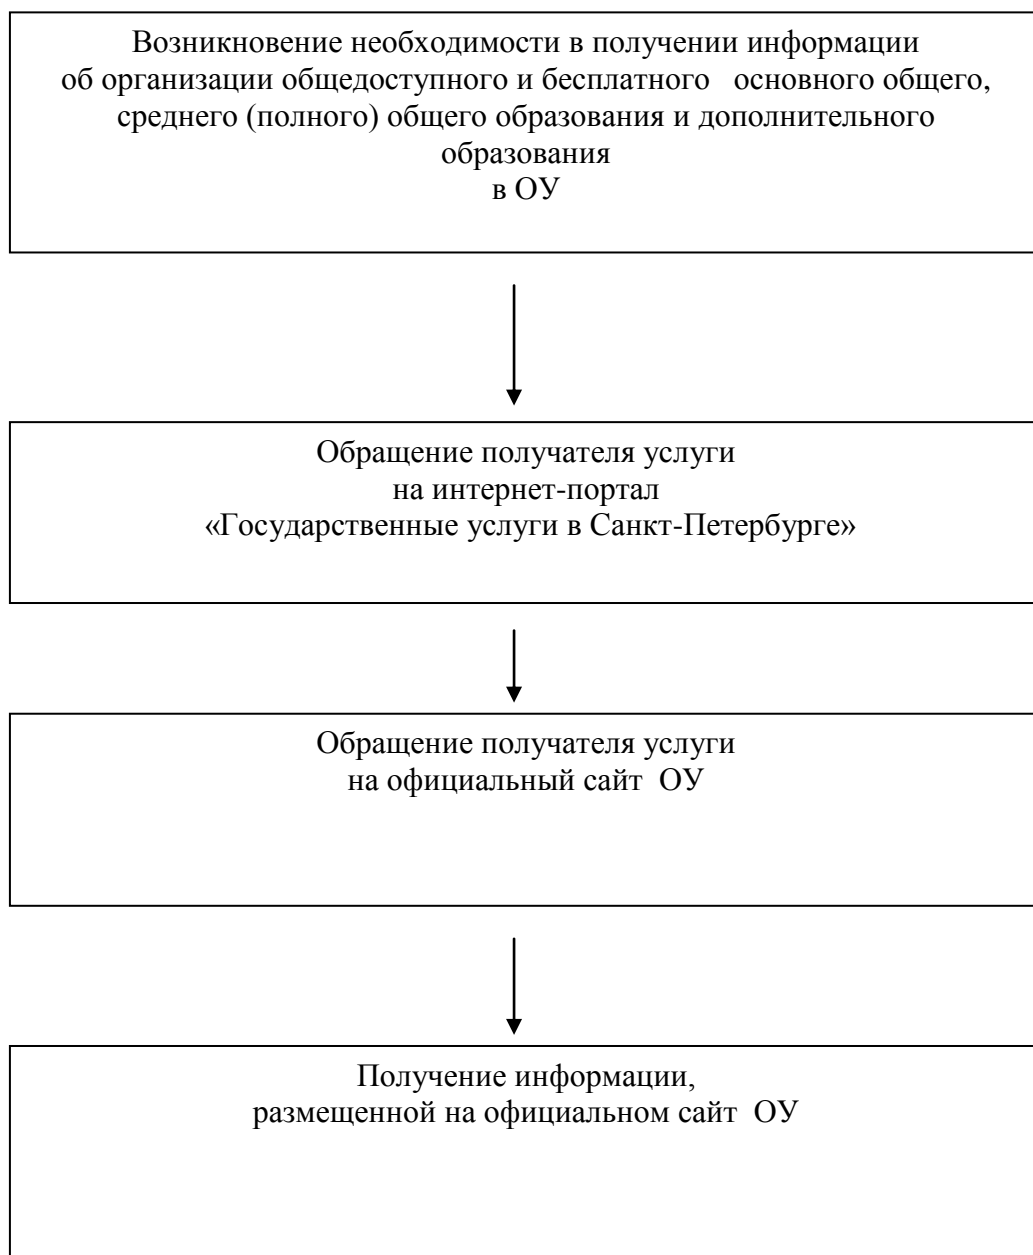 Возникновение необходимости в получении информации
об организации общедоступного и бесплатного основного общего,
среднего (полного) общего образования и дополнительного
образования
в ОУ
Обращение получателя услуги
на интернет-портал
«Государственные услуги в Санкт-Петербурге»
Обращение получателя услуги
на официальный сайт ОУ
Получение информации,
размещенной на официальном сайт ОУ